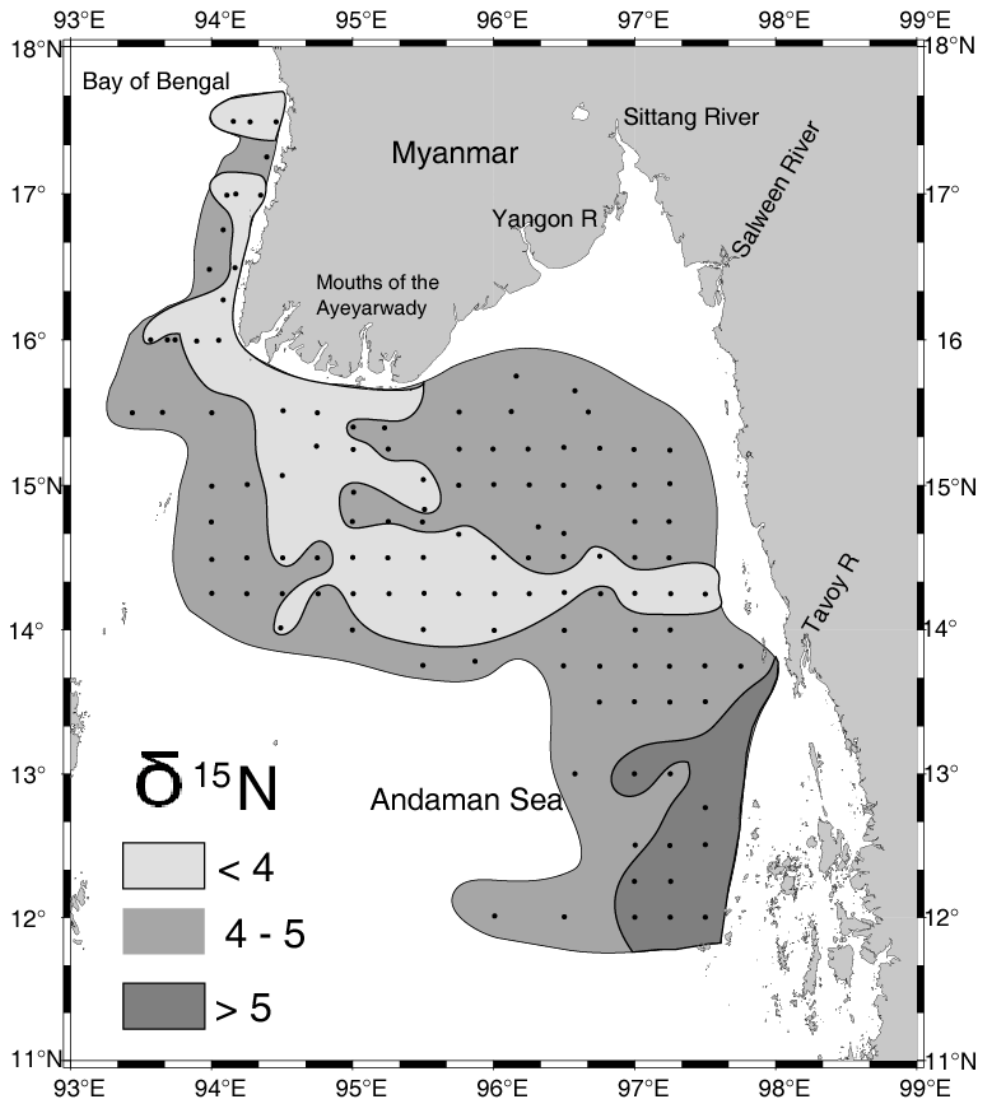 93°E 94°E 95°E 96°E 97°E 98°E 99°E
18°N 18°N
Bay of Bengal
Sittang River
Myanmar
Salween River
17° 17°
Yangon R
Mouths of the
Ayeyarwady
16° 16
15°N 15°N
Tavoy R
14° 14°
13° 13°
δ 15N
Andaman Sea
< 4
4 - 5
12° 12°
> 5
11°N 11°N
93°E 94°E 95°E 96°E 97°E 98°E 99°E